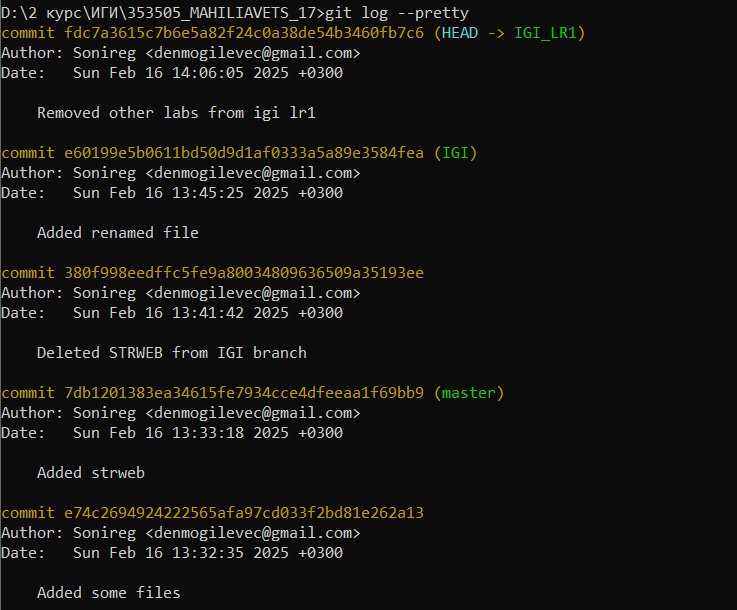 D:\2 курс\ИГИ\353505_MAHILIAVETS_17>git log --pretty
commit fdc7a3615c7b6e5a82f24c0a38de54b3460fb7c6 (HEAD -> IGI_LR1)
Author: Sonireg <denmogilevec@gmail.com>
Date:   Sun Feb 16 14:06:05 2025 +0300
Removed other labs from igi lr1
commit e60199e5b0611bd50d9d1af0333a5a89e3584fea (IGI)
Author: Sonireg <denmogilevec@gmail.com>
Date:   Sun Feb 16 13:45:25 2025 +0300
Added renamed file
commit 380f998eedffc5fe9a80034809636509a35193ee
Author: Sonireg <denmogilevec@gmail.com>
Date:   Sun Feb 16 13:41:42 2025 +0300
Deleted STRWEB from IGI branch
commit 7db1201383ea34615fe7934cce4dfeeaa1f69bb9 (master)
Author: Sonireg <denmogilevec@gmail.com>
Date:   Sun Feb 16 13:33:18 2025 +0300
Added strweb
commit e74c2694924222565afa97cd033f2bd81e262a13
Author: Sonireg <denmogilevec@gmail.com>
Date:   Sun Feb 16 13:32:35 2025 +0300
Added some files